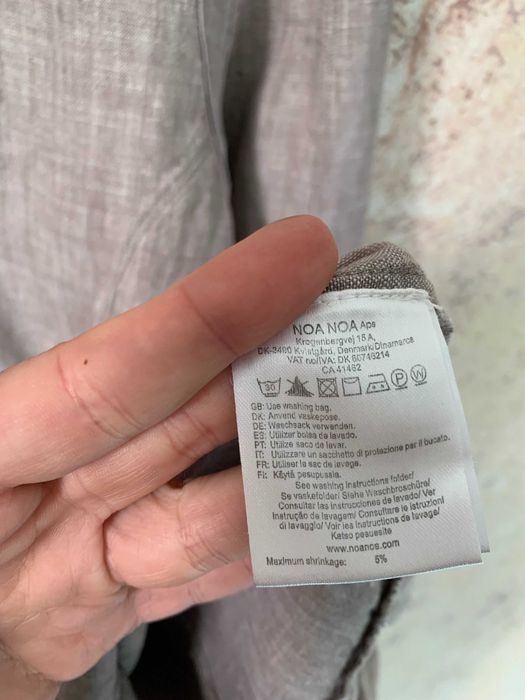 NOA NOA Aps
Krogenbergvej 15 A,
DK-3490 Kvistgård, Denmark/Dinamarca
VAT no/IVA: DK 60746214
CA 41482
30 P W
GB: Use washing bag.
DK: Anvend vaskepose.
DE: Waschsack verwenden.
ES: Utilizer bolsa de lavado.
PT: Utilize saco de lavar.
IT: Utilizzare un sacchetto di protezione per il bucato.
FR: Utiliser le sac de lavage.
FI: Käytä pesupussia.
See washing instructions folder/
Se vaskefolder/ Siehe Waschbroschüre/
Consultar las instrucciones de lavado/ Ver
instrução de lavagem/ Consultare le istruzioni
di lavaggio/ Voir les instructions de lavage/
Katso pesuesite
www.noanoa.com
Maximum shrinkage: 5%